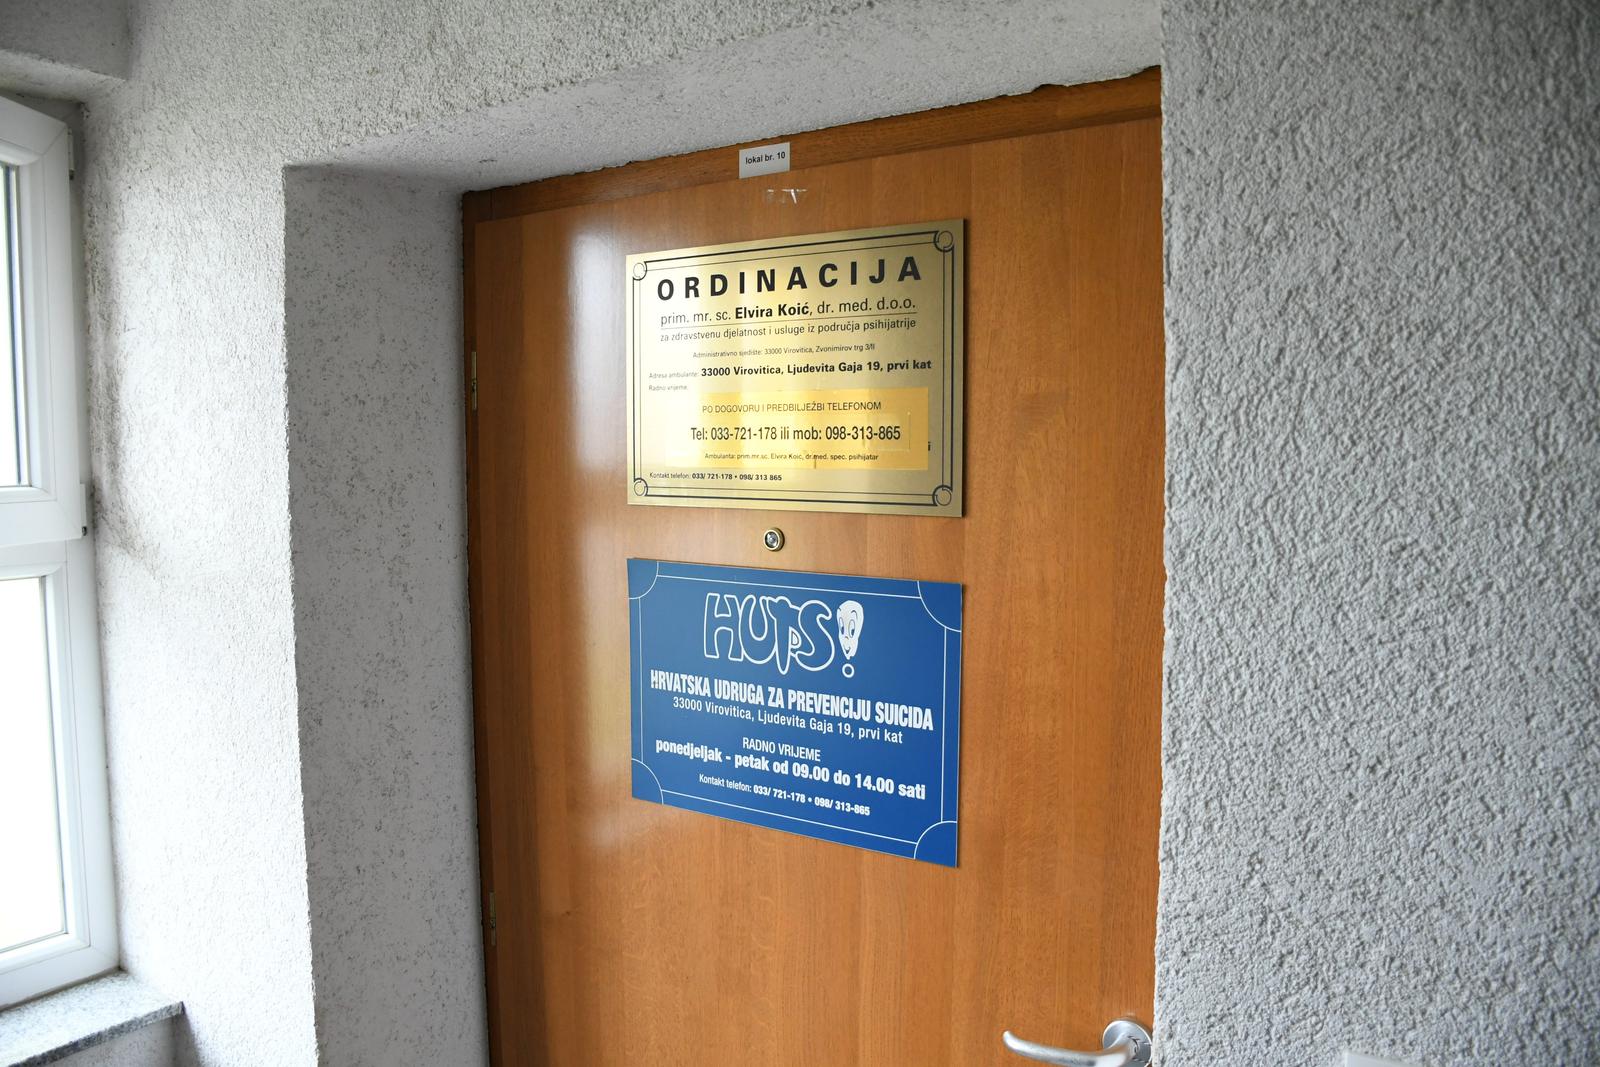 lokal br. 10
ORDINACIJA
prim. mr. sc. Elvira Koić, dr. med. d.o.o.
za zdravstvenu djelatnost i usluge iz područja psihijatrije
Administrativno sjedište: 33000 Virovitica, Zvonimirov trg 3/II
Adresa ambulante: 33000 Virovitica, Ljudevita Gaja 19, prvi kat
Radno vrijeme:
PO DOGOVORU I PREDBILJEŽBI TELEFONOM
Tel: 033-721-178 ili mob: 098-313-865
Ambulanta: prim.mr.sc. Elvira Koić, dr.med. spec. psihijatar
Kontakt telefon: 033/ 721-178 • 098/ 313 865
HUPS!
HRVATSKA UDRUGA ZA PREVENCIJU SUICIDA
33000 Virovitica, Ljudevita Gaja 19, prvi kat
RADNO VRIJEME
ponedjeljak - petak od 09.00 do 14.00 sati
Kontakt telefon: 033/ 721-178 • 098/ 313-865